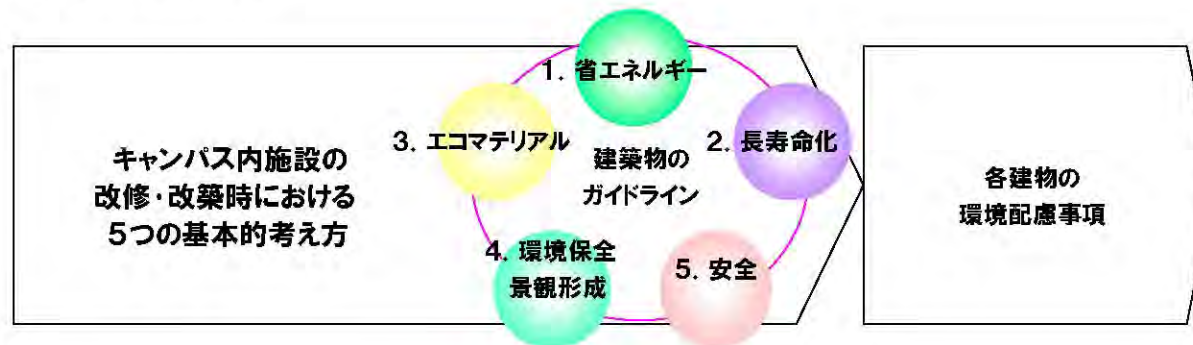 キャンパス内施設の
改修・改築時における
5つの基本的考え方
1. 省エネルギー
2. 長寿命化
3. エコマテリアル
4. 環境保全
景観形成
5. 安全
建築物の
ガイドライン
各建物の
環境配慮事項